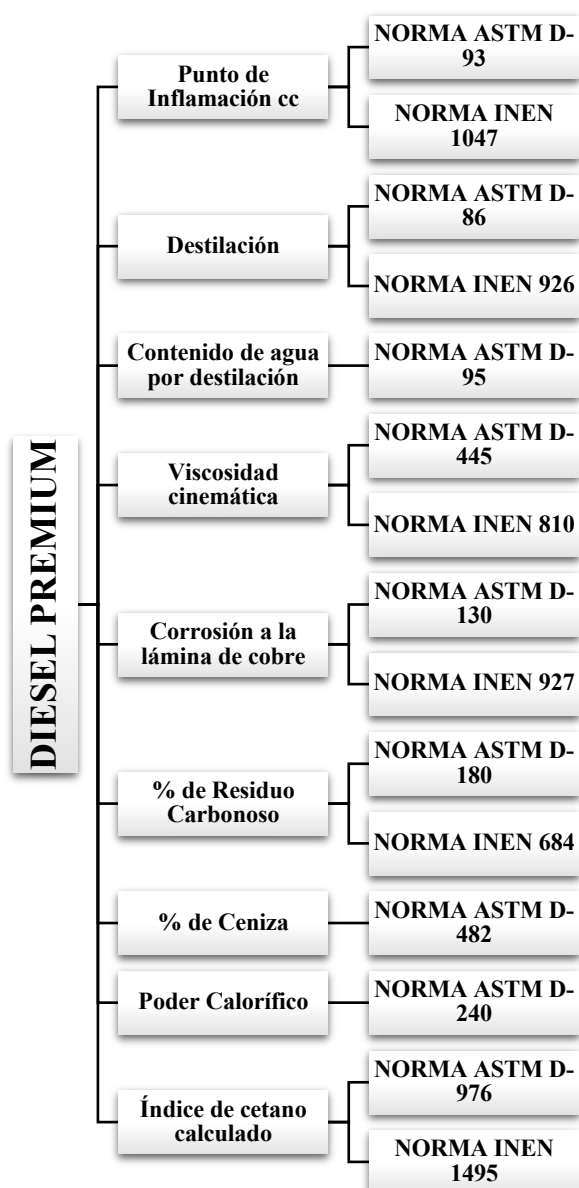 DIESEL PREMIUM
Punto de
Inflamación cc
NORMA ASTM D-
93
NORMA INEN
1047
Destilación
NORMA ASTM D-
86
NORMA INEN 926
Contenido de agua
por destilación
NORMA ASTM D-
95
Viscosidad
cinemática
NORMA ASTM D-
445
NORMA INEN 810
Corrosión a la
lámina de cobre
NORMA ASTM D-
130
NORMA INEN 927
% de Residuo
Carbonoso
NORMA ASTM D-
180
NORMA INEN 684
% de Ceniza
NORMA ASTM D-
482
Poder Calorífico
NORMA ASTM D-
240
Índice de cetano
calculado
NORMA ASTM D-
976
NORMA INEN
1495